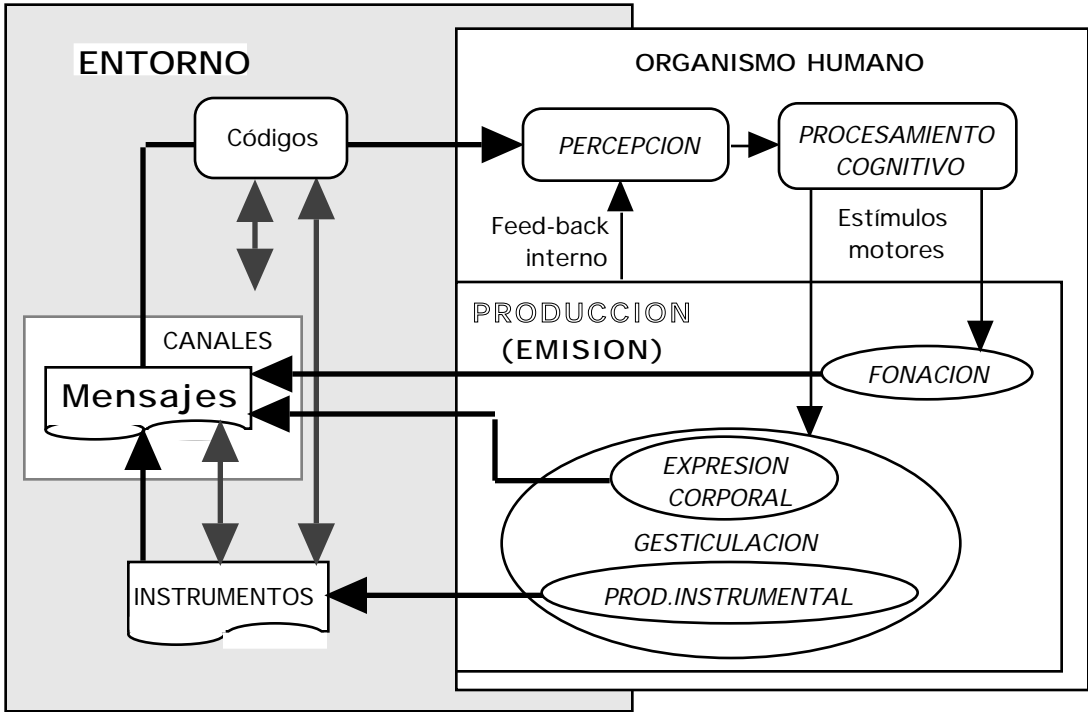 ENTORNO
ORGANISMO HUMANO
Códigos
PERCEPCION
PROCESAMIENTO
COGNITIVO
Feed-back
interno
Estímulos
motores
PRODUCCION
(EMISION)
CANALES
Mensajes
FONACION
EXPRESION
CORPORAL
GESTICULACION
INSTRUMENTOS
PROD.INSTRUMENTAL